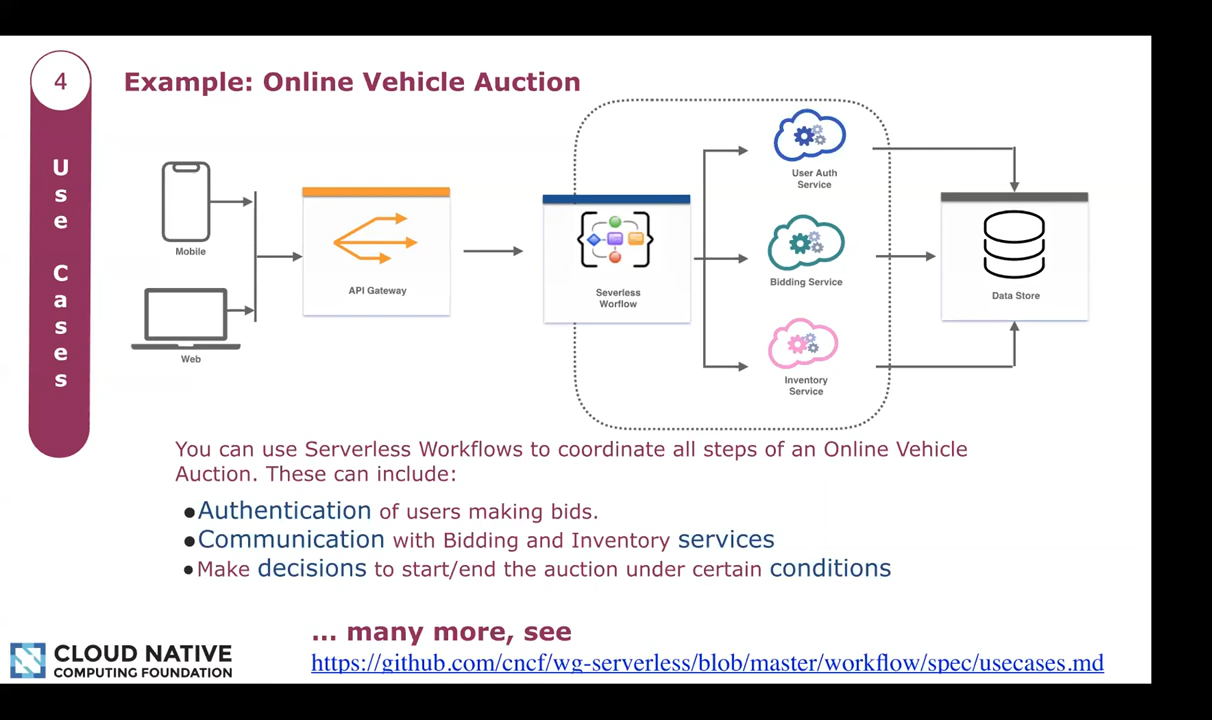 4
Use Cases
Example: Online Vehicle Auction
Mobile
Web
API Gateway
Severless
Worflow
User Auth
Service
Bidding Service
Inventory
Service
Data Store
You can use Serverless Workflows to coordinate all steps of an Online Vehicle
Auction. These can include:
●Authentication of users making bids.
●Communication with Bidding and Inventory services
●Make decisions to start/end the auction under certain conditions
... many more, see
https://github.com/cncf/wg-serverless/blob/master/workflow/spec/usecases.md
CLOUD NATIVE
COMPUTING FOUNDATION